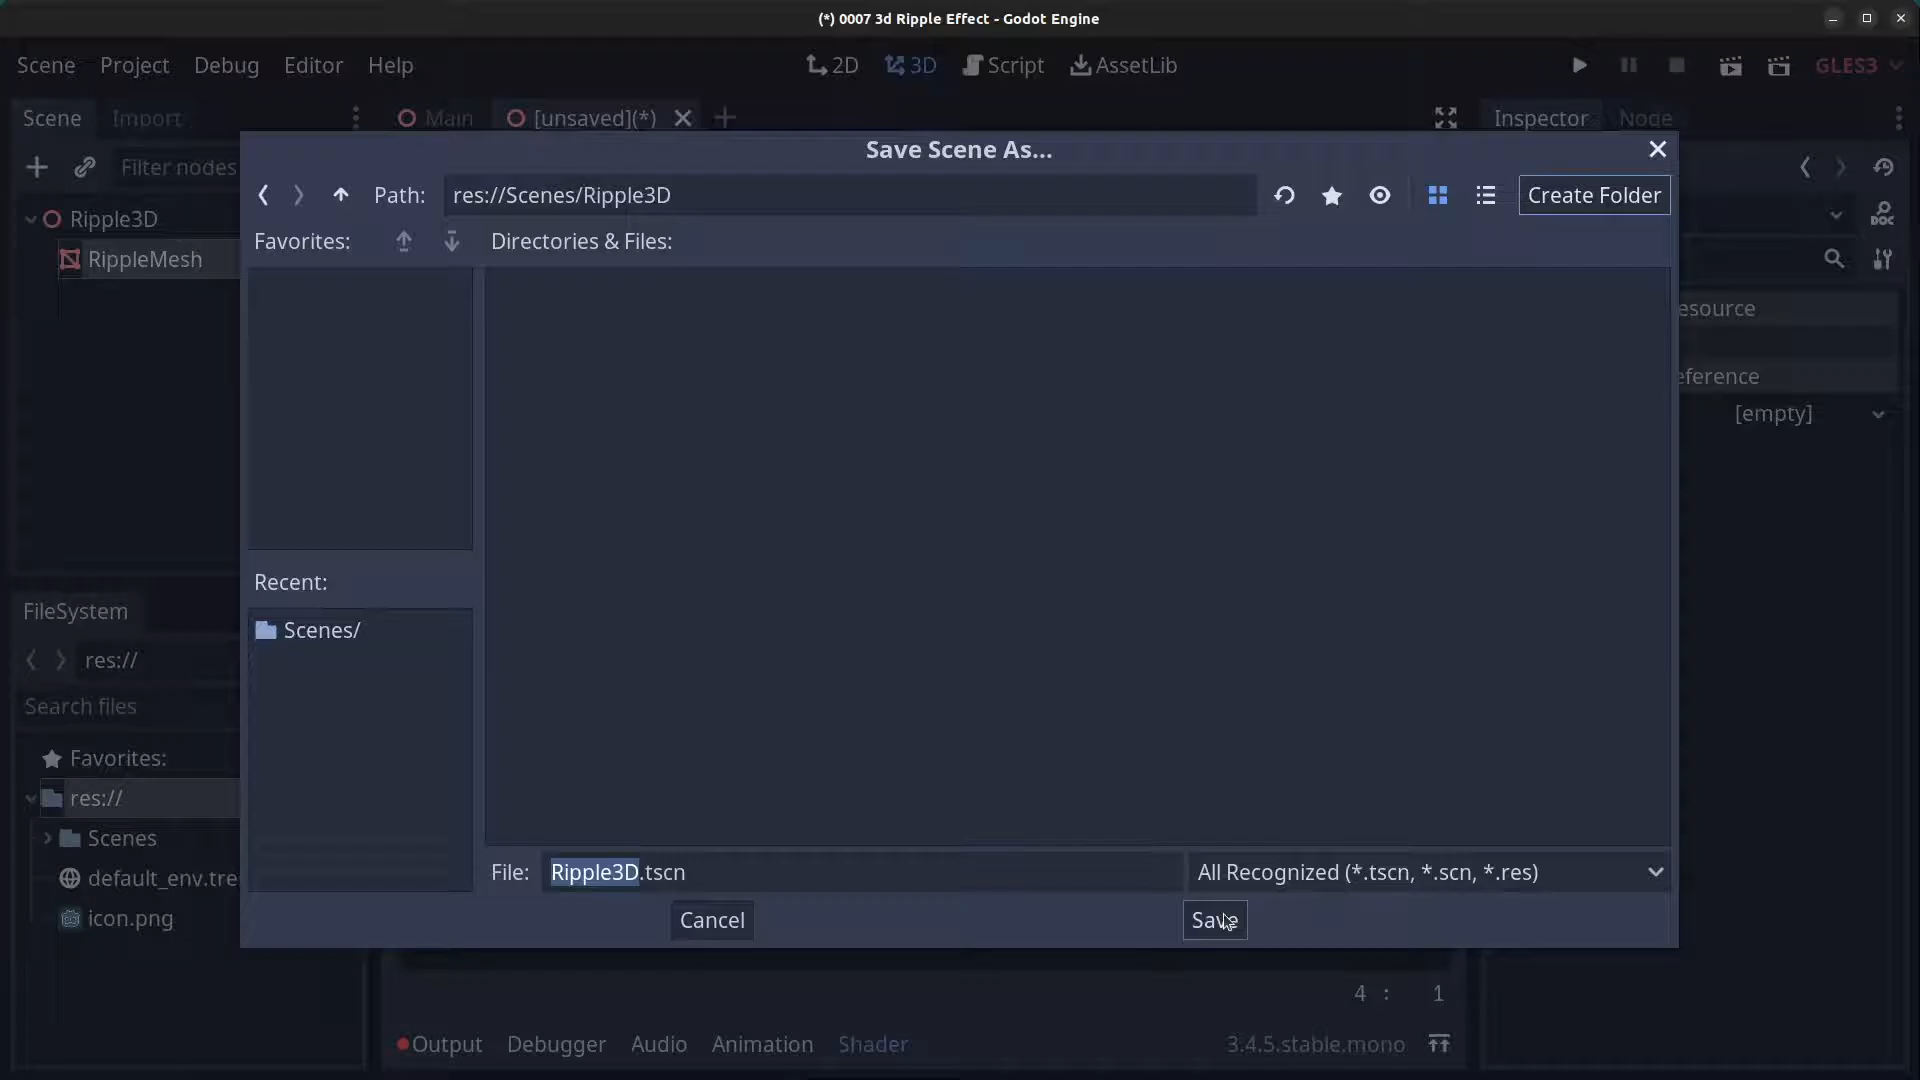 (*) 0007 3d Ripple Effect - Godot Engine
Scene Project Debug Editor Help
2D 3D Script AssetLib
GLES3
Scene Import
Main [unsaved](*)
Inspector Node
Save Scene As...
Filter nodes
Path: res://Scenes/Ripple3D
Create Folder
Ripple3D
Favorites: Directories & Files:
DOC
RippleMesh
esource
eference
[empty]
Recent:
Scenes/
FileSystem
res://
Search files
Favorites:
res://
Scenes
default_env.tre
icon.png
File: Ripple3D.tscn All Recognized (*.tscn, *.scn, *.res)
Cancel Save
4 : 1
Output Debugger Audio Animation Shader 3.4.5.stable.mono